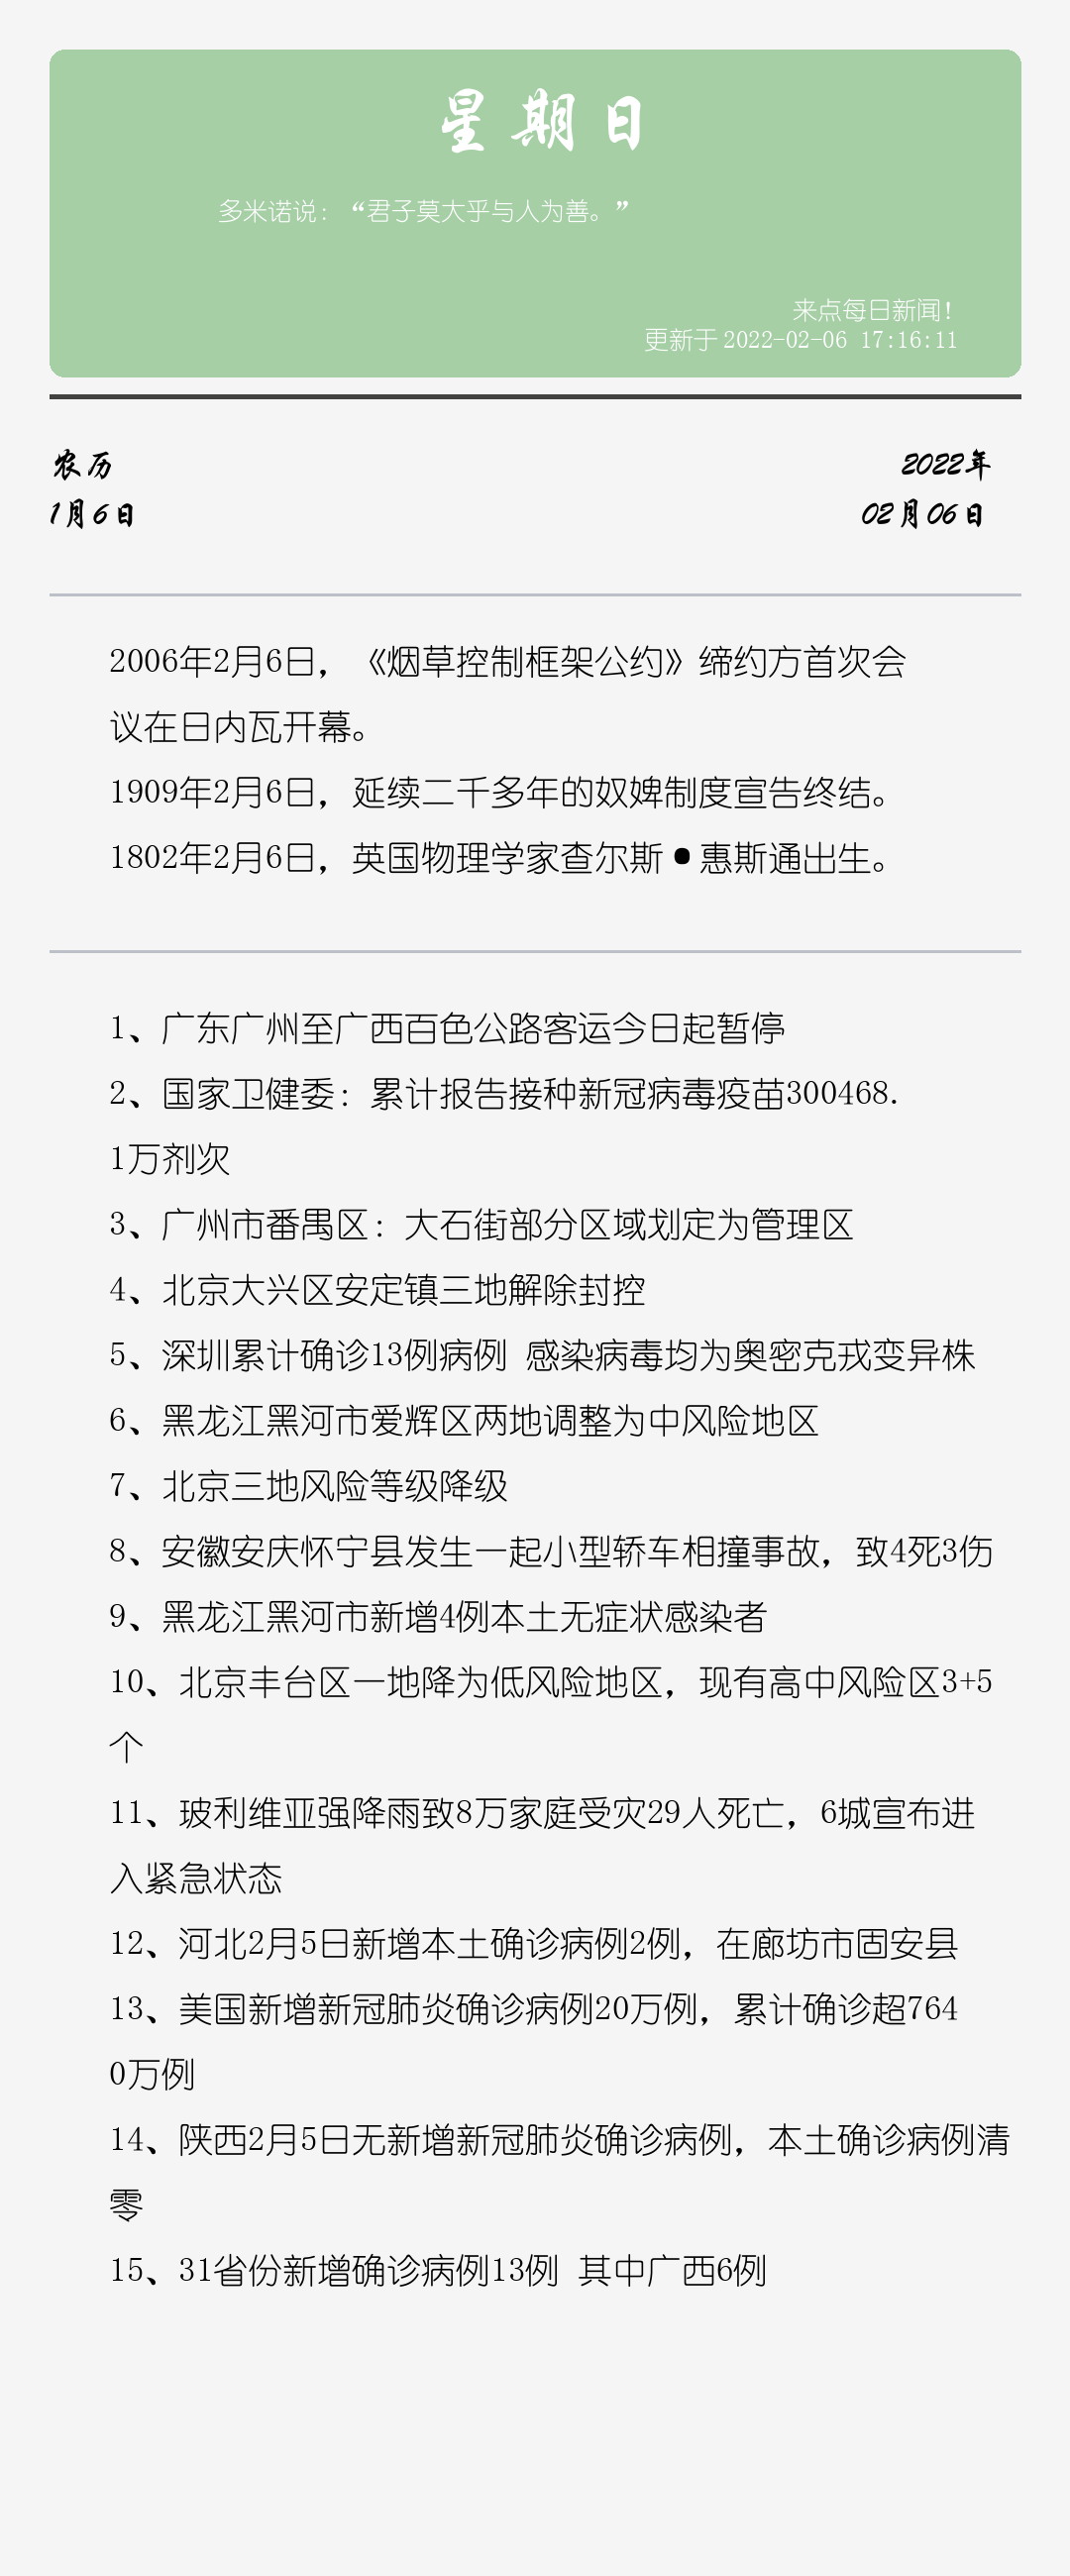 星期日
多米诺说：“君子莫大乎与人为善。”
来点每日新闻！
更新于2022-02-06 17:16:11
农历
2022年
1月6日
02月06日
2006年2月6日，《烟草控制框架公约》缔约方首次会
议在日内瓦开幕。
1909年2月6日，延续二千多年的奴婢制度宣告终结。
1802年2月6日，英国物理学家查尔斯●惠斯通出生。
1、广东广州至广西百色公路客运今日起暂停
2、国家卫健委：累计报告接种新冠病毒疫苗300468.
1万剂次
3、广州市番禺区：大石街部分区域划定为管理区
4、北京大兴区安定镇三地解除封控
5、深圳累计确诊13例病例 感染病毒均为奥密克戎变异株
6、黑龙江黑河市爱辉区两地调整为中风险地区
7、北京三地风险等级降级
8、安徽安庆怀宁县发生一起小型轿车相撞事故，致4死3伤
9、黑龙江黑河市新增4例本土无症状感染者
10、北京丰台区一地降为低风险地区，现有高中风险区3+5
个
11、玻利维亚强降雨致8万家庭受灾29人死亡，6城宣布进
入紧急状态
12、河北2月5日新增本土确诊病例2例，在廊坊市固安县
13、美国新增新冠肺炎确诊病例20万例，累计确诊超764
0万例
14、陕西2月5日无新增新冠肺炎确诊病例，本土确诊病例清
零
15、31省份新增确诊病例13例 其中广西6例